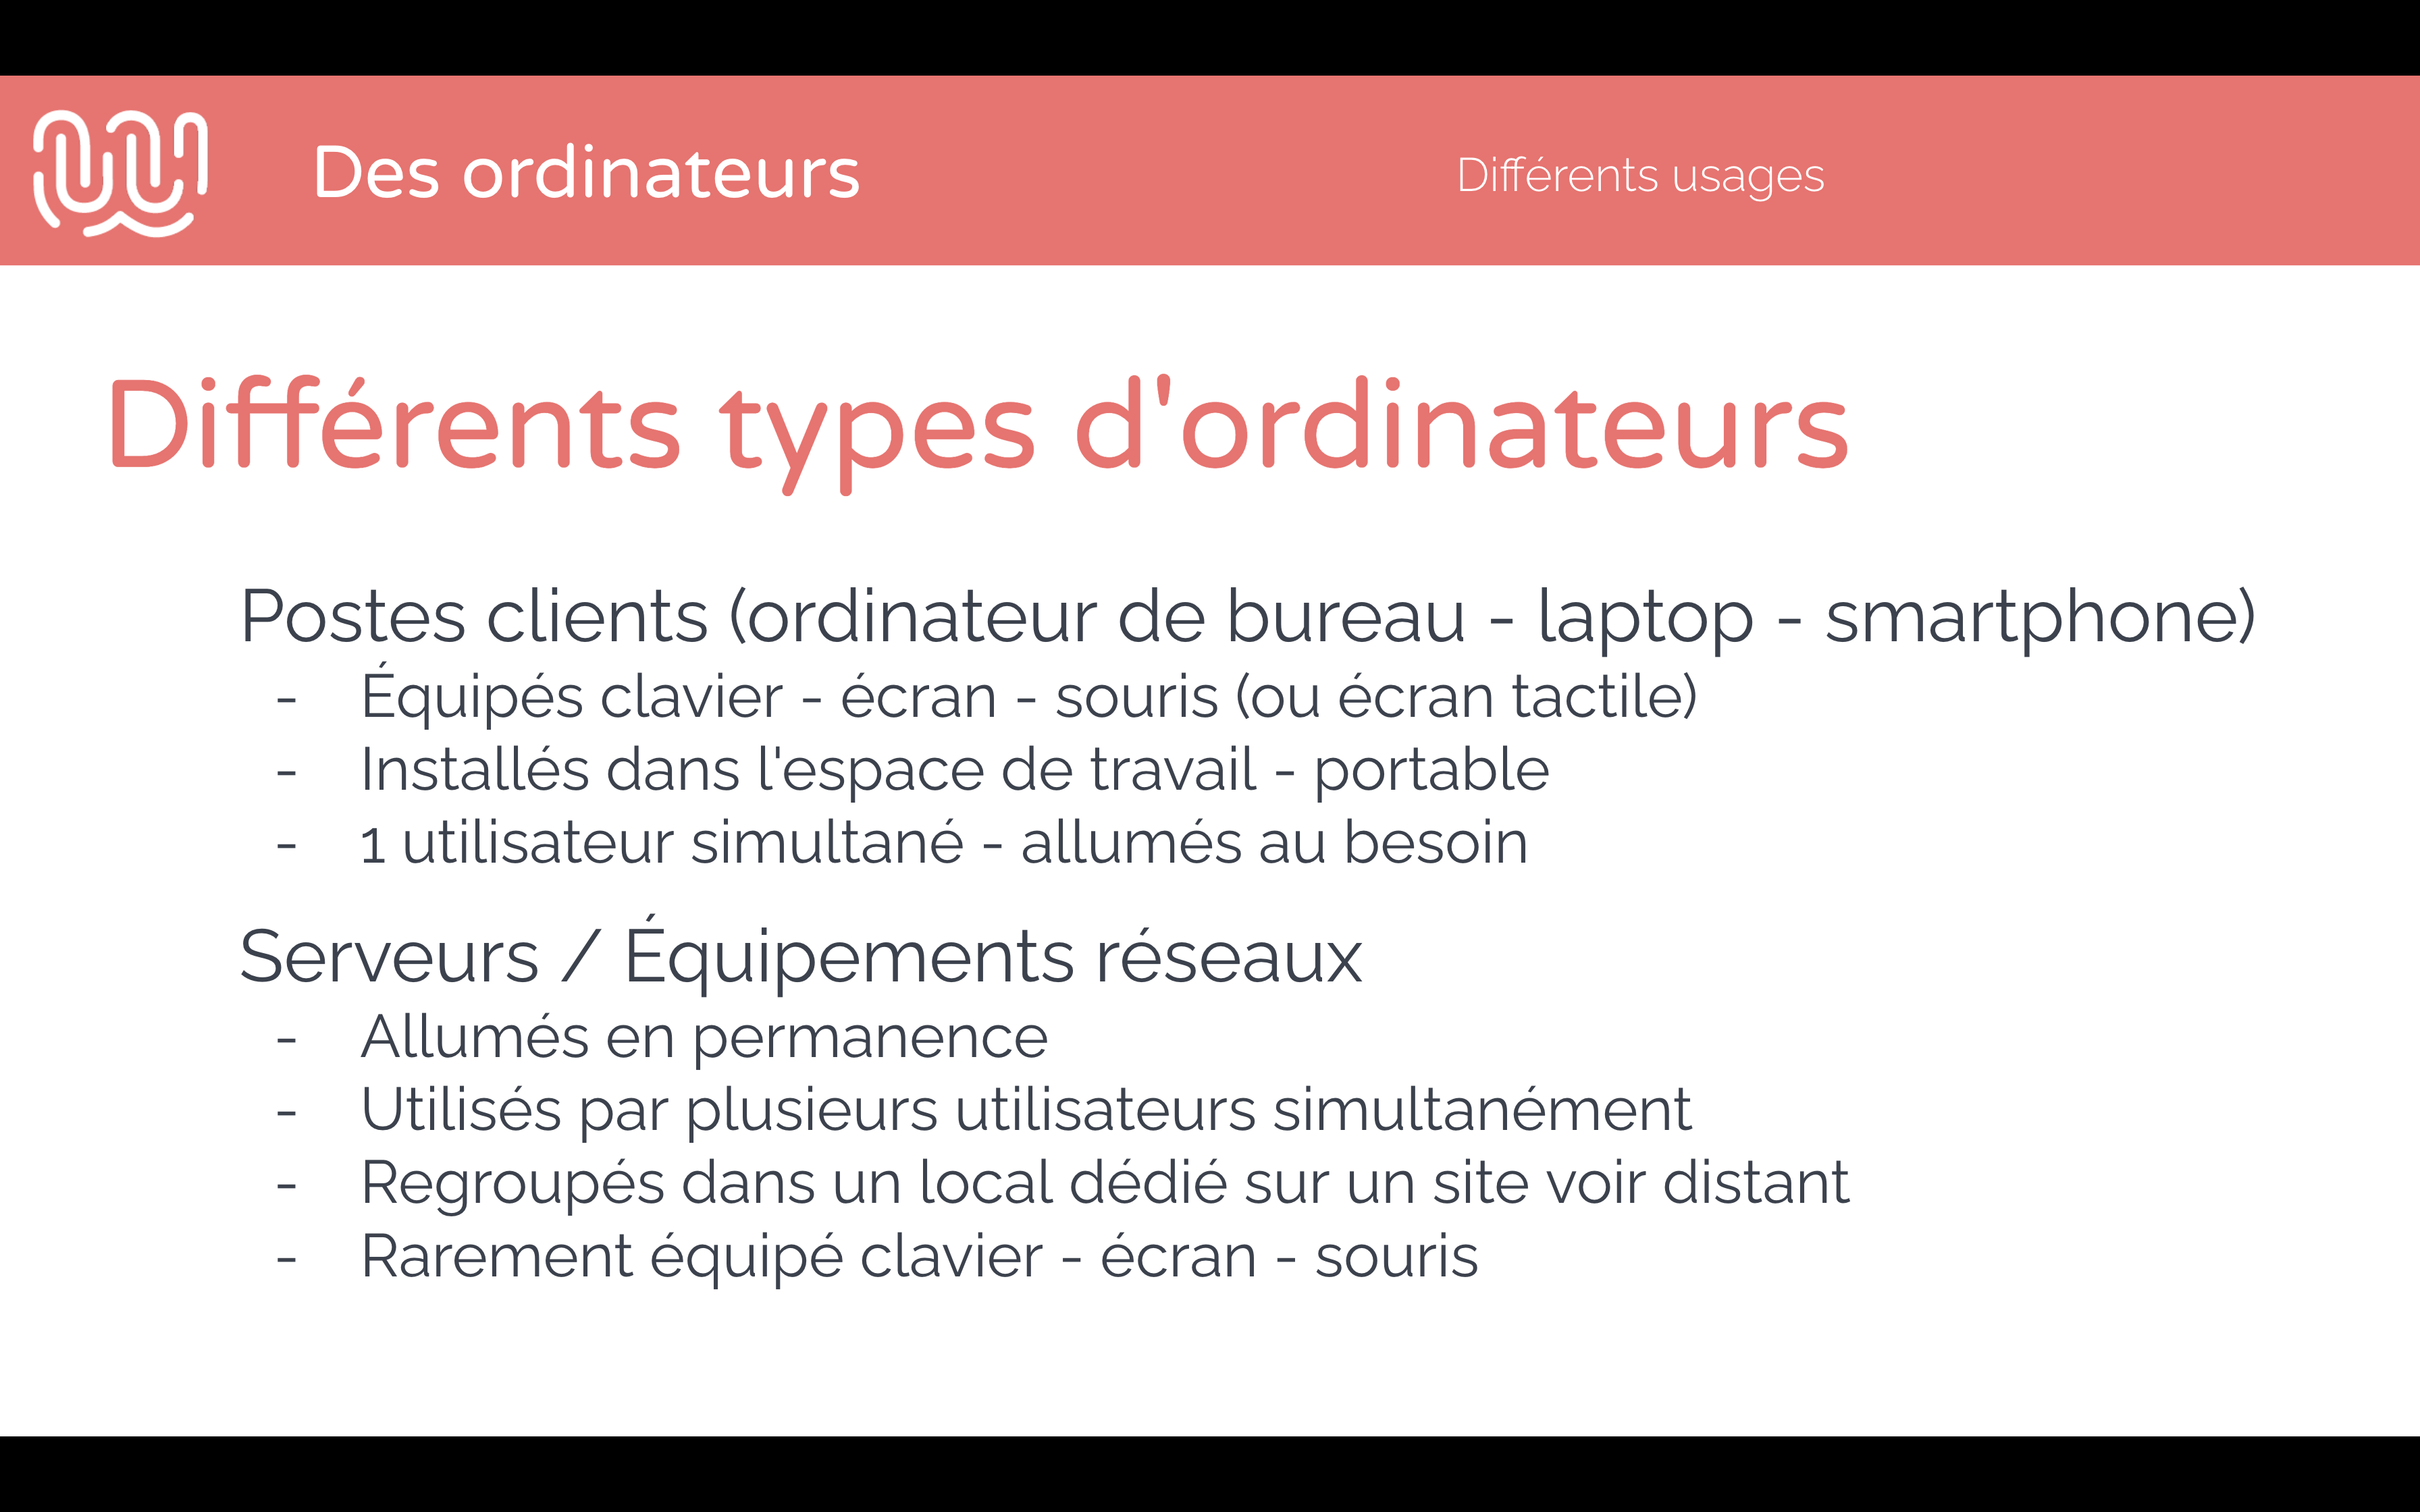 Des ordinateurs
Différents usages
Différents types d'ordinateurs
Postes clients (ordinateur de bureau - laptop - smartphone)
- Équipés clavier - écran - souris (ou écran tactile)
- Installés dans l'espace de travail - portable
- 1 utilisateur simultané - allumés au besoin
Serveurs / Équipements réseaux
- Allumés en permanence
- Utilisés par plusieurs utilisateurs simultanément
- Regroupés dans un local dédié sur un site voir distant
- Rarement équipé clavier - écran - souris